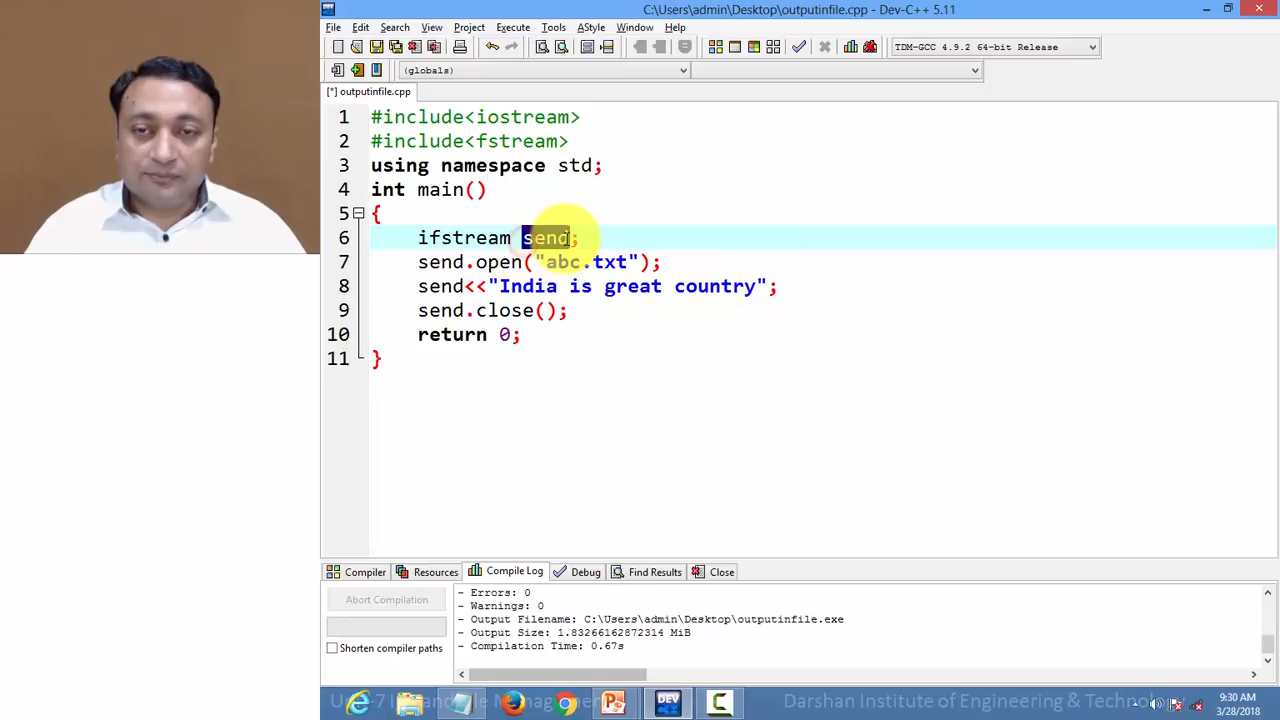 C:\Users\admin\Desktop\outputinfile.cpp - Dev-C++ 5.11
File Edit Search View Project Execute Tools AStyle Window Help
TDM-GCC 4.9.2 64-bit Release
(globals)
[*] outputinfile.cpp
1 #include<iostream>
2 #include<fstream>
3 using namespace std;
4 int main()
5 {
6 ifstream send;
7 send.open("abc.txt");
8 send<<"India is great country";
9 send.close();
10 return 0;
11 }
Compiler Resources Compile Log Debug Find Results Close
Abort Compilation
Shorten compiler paths
- Errors: 0
- Warnings: 0
- Output Filename: C:\Users\admin\Desktop\outputinfile.exe
- Output Size: 1.83266162872314 MiB
- Compilation Time: 0.67s
DEV
Darshan Institute of Engineering &
9:30 AM
3/28/2018